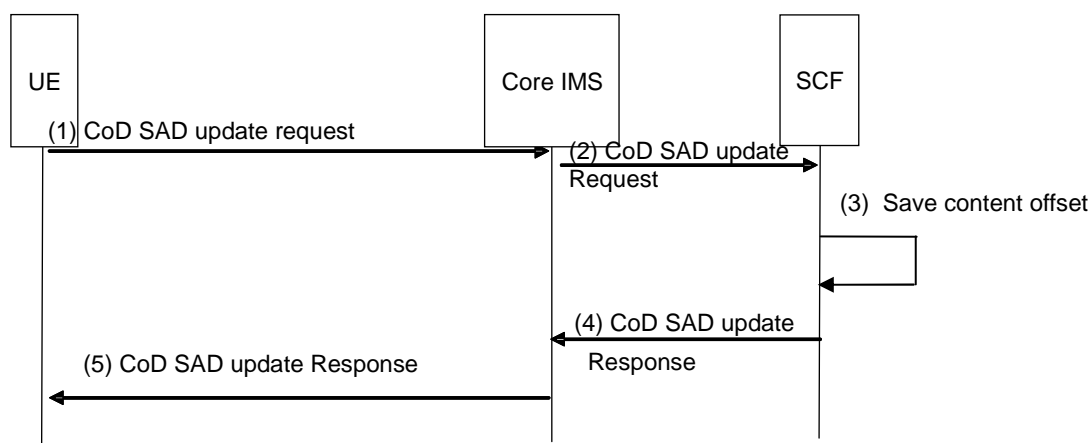 UE
Core IMS
SCF
(1) CoD SAD update request
(2) CoD SAD update
Request
(3) Save content offset
(4) CoD SAD update
Response
(5) CoD SAD update Response